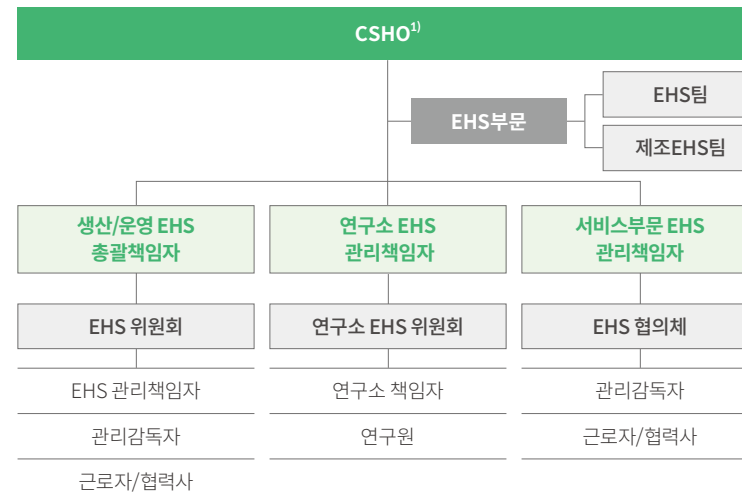 CSHO1)
EHS부문
EHS팀
제조EHS팀
생산/운영 EHS
총괄책임자
연구소 EHS
관리책임자
서비스부문 EHS
관리책임자
EHS 위원회
연구소 EHS 위원회
EHS 협의체
EHS 관리책임자
연구소 책임자
관리감독자
관리감독자
연구원
근로자/협력사
근로자/협력사